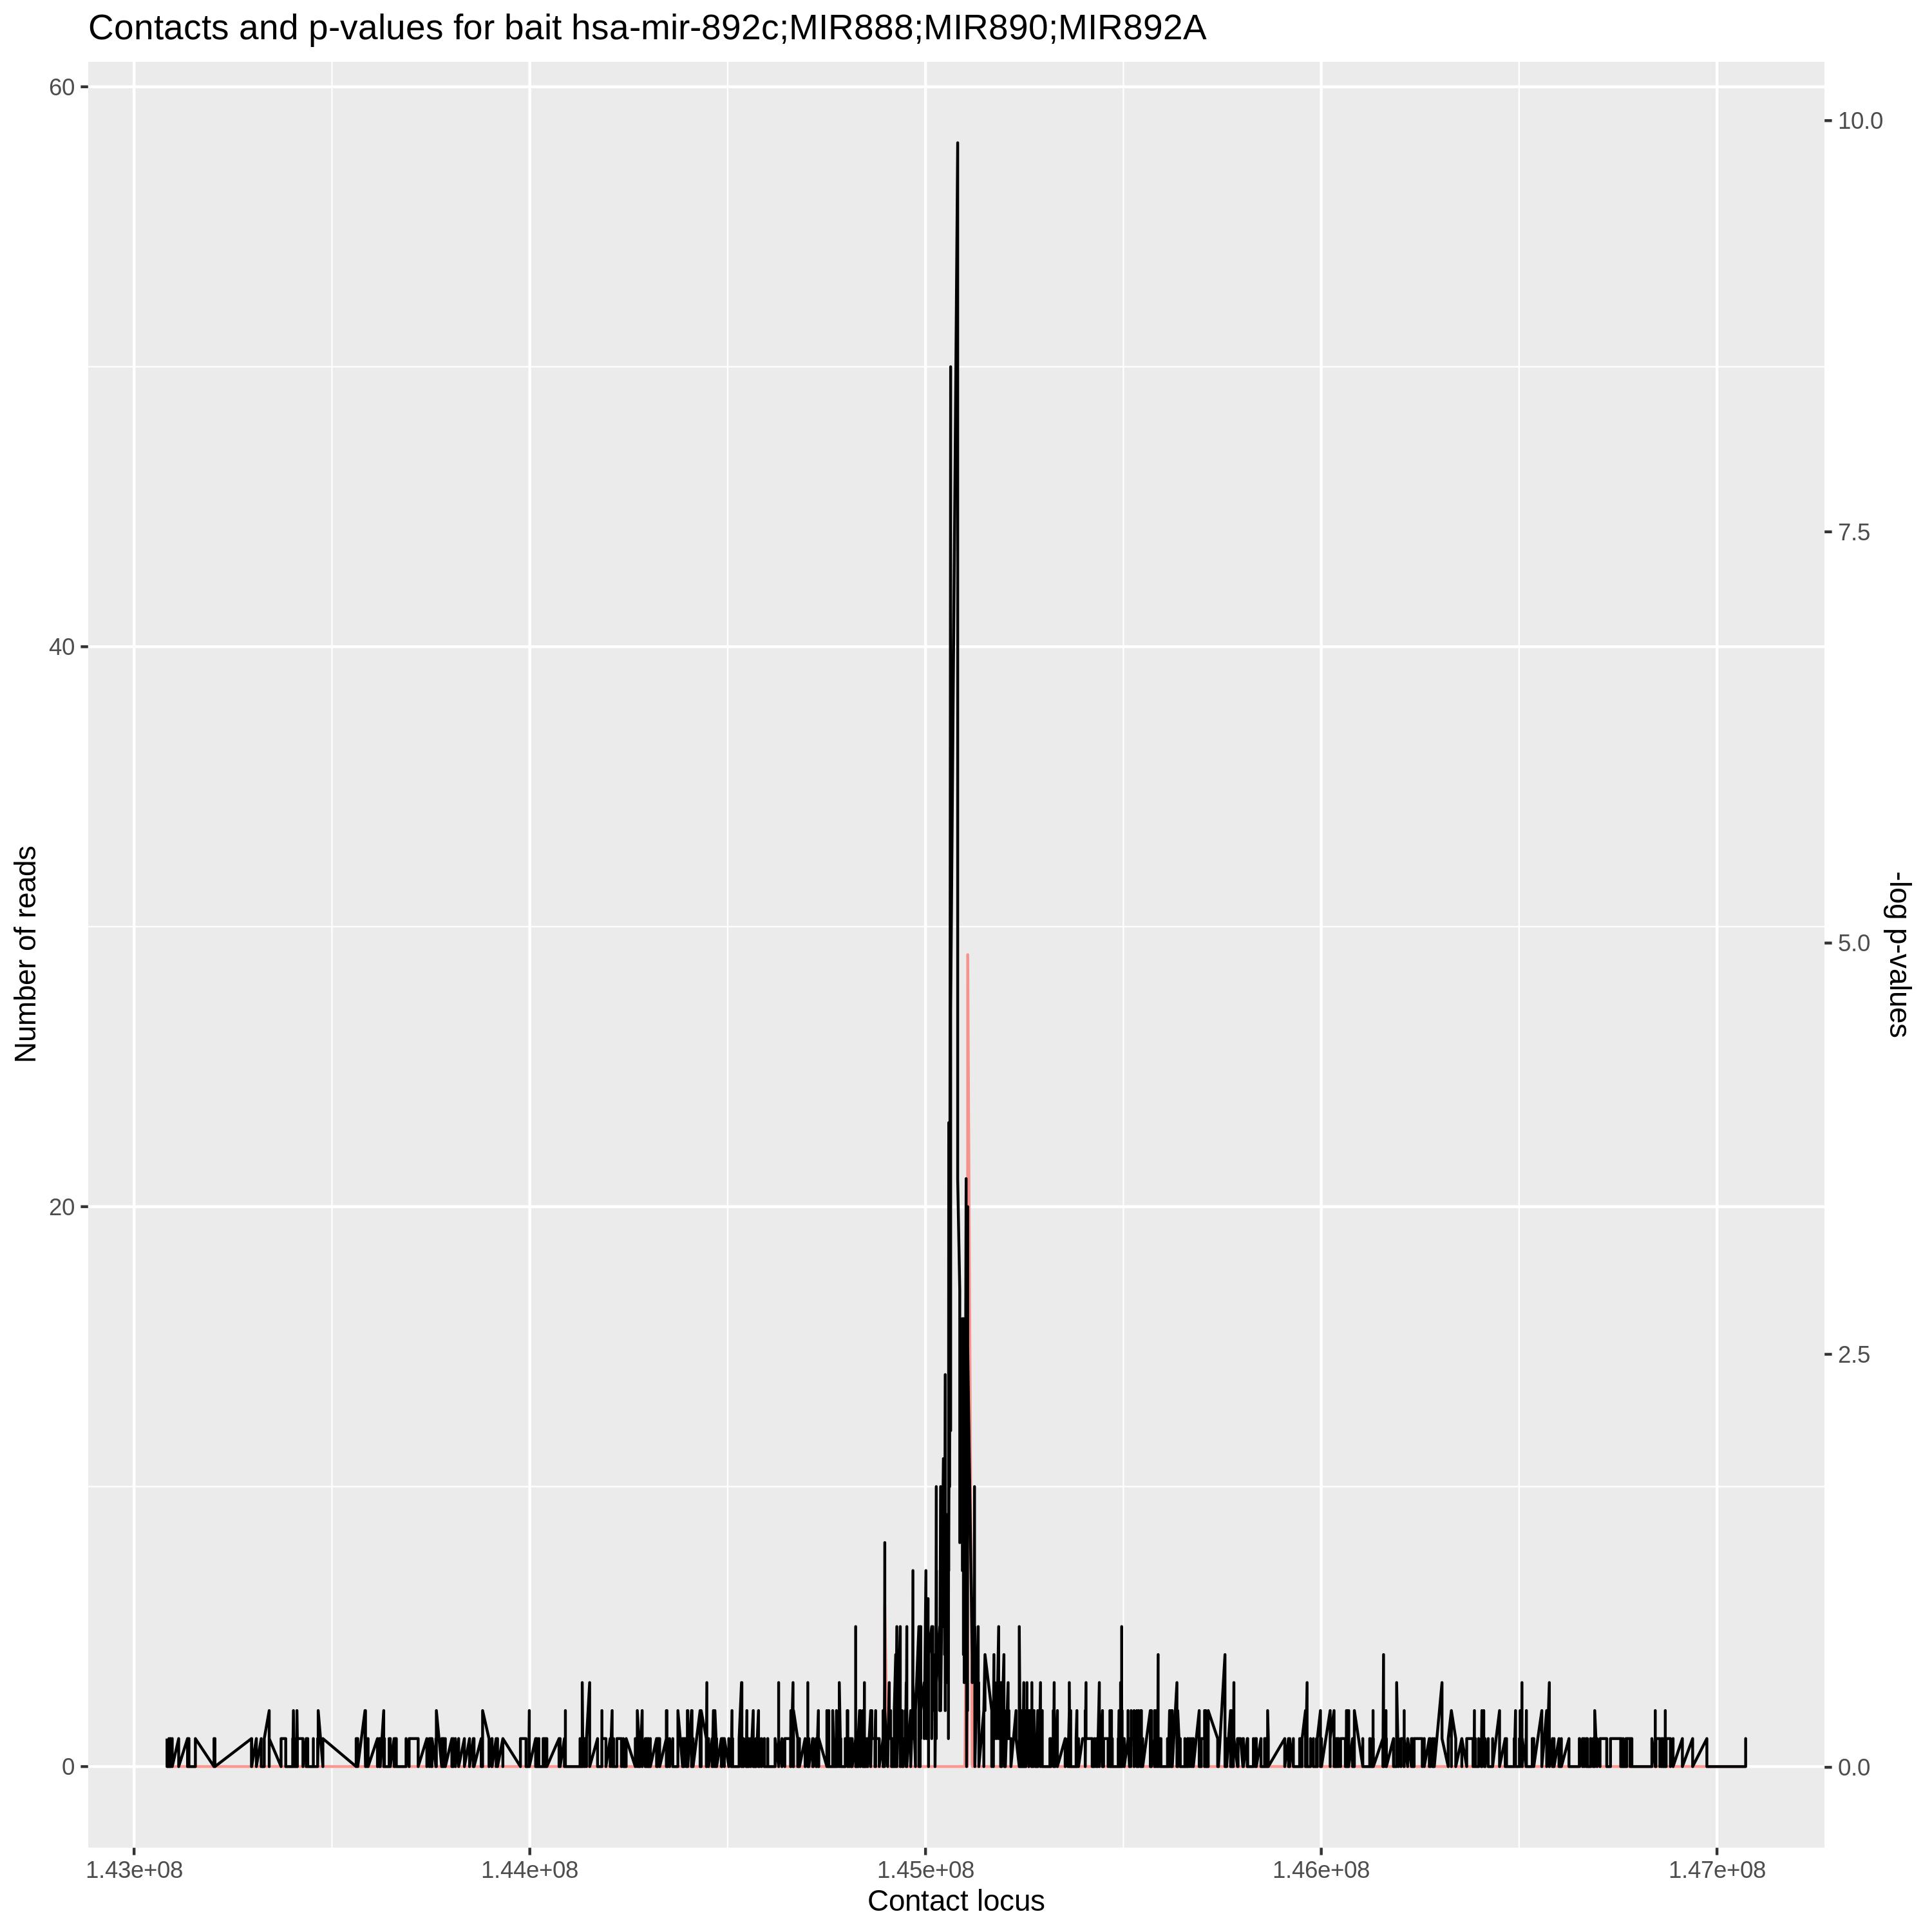 Contacts and p-values for bait hsa-mir-892c;MIR888;MIR890;MIR892A
60
40
20
0
Number of reads
10.0
7.5
5.0
2.5
0.0
-log p-values
1.43e+08
1.44e+08
1.45e+08
1.46e+08
1.47e+08
Contact locus